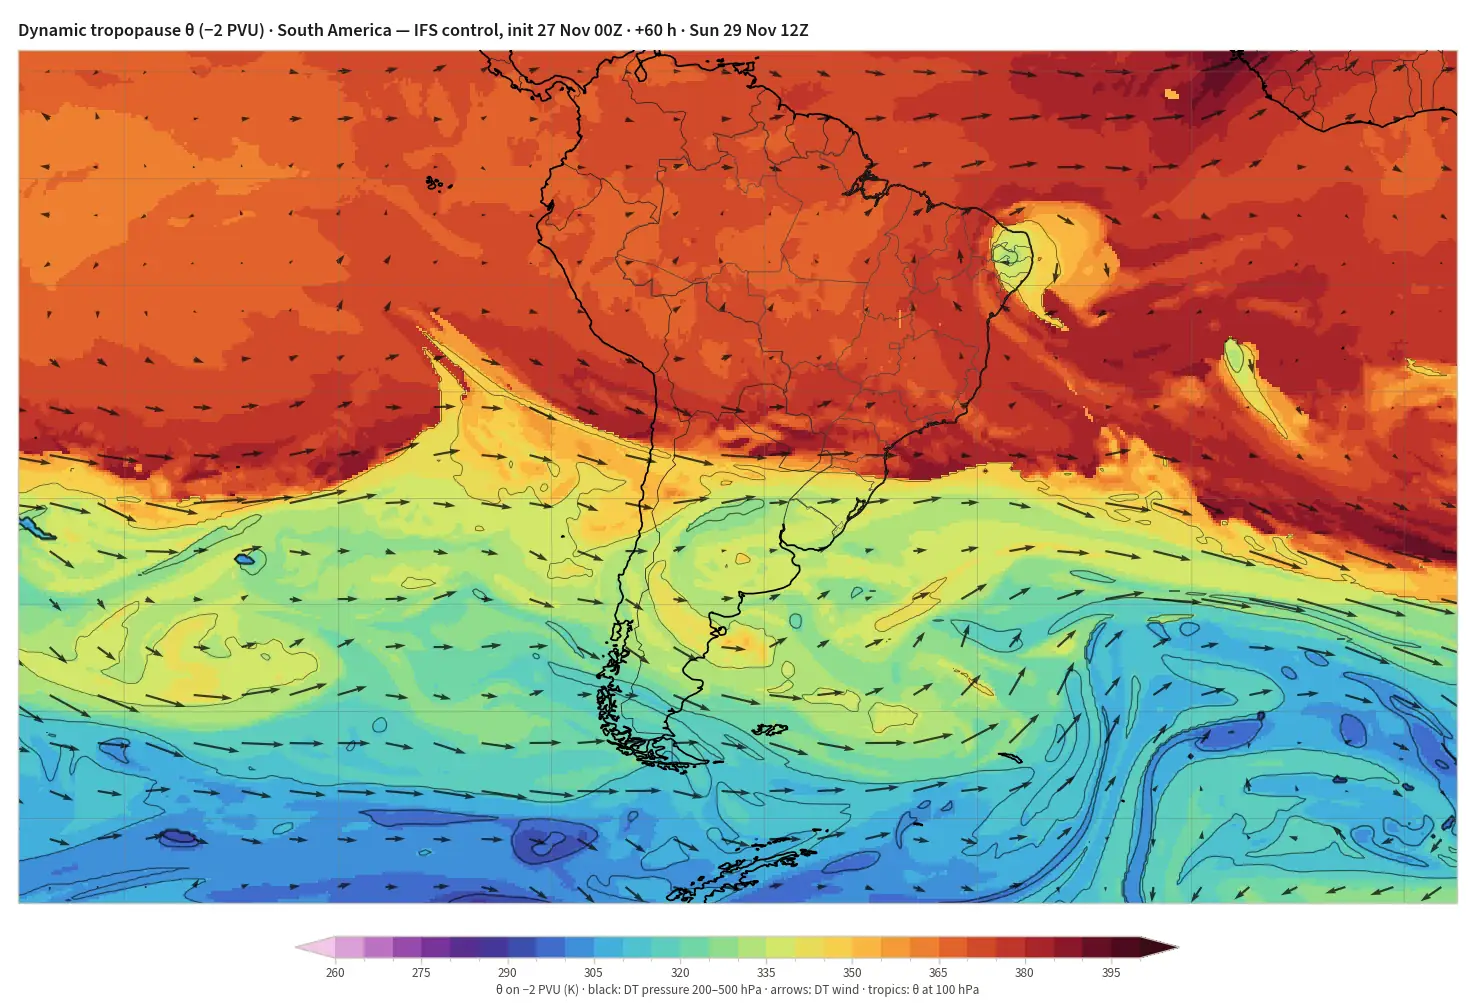 Dynamic tropopause θ (−2 PVU) · South America — IFS control, init 27 Nov 00Z · +60 h · Sun 29 Nov 12Z
260 275 290 305 320 335 350 365 380 395
θ on −2 PVU (K) · black: DT pressure 200–500 hPa · arrows: DT wind · tropics: θ at 100 hPa